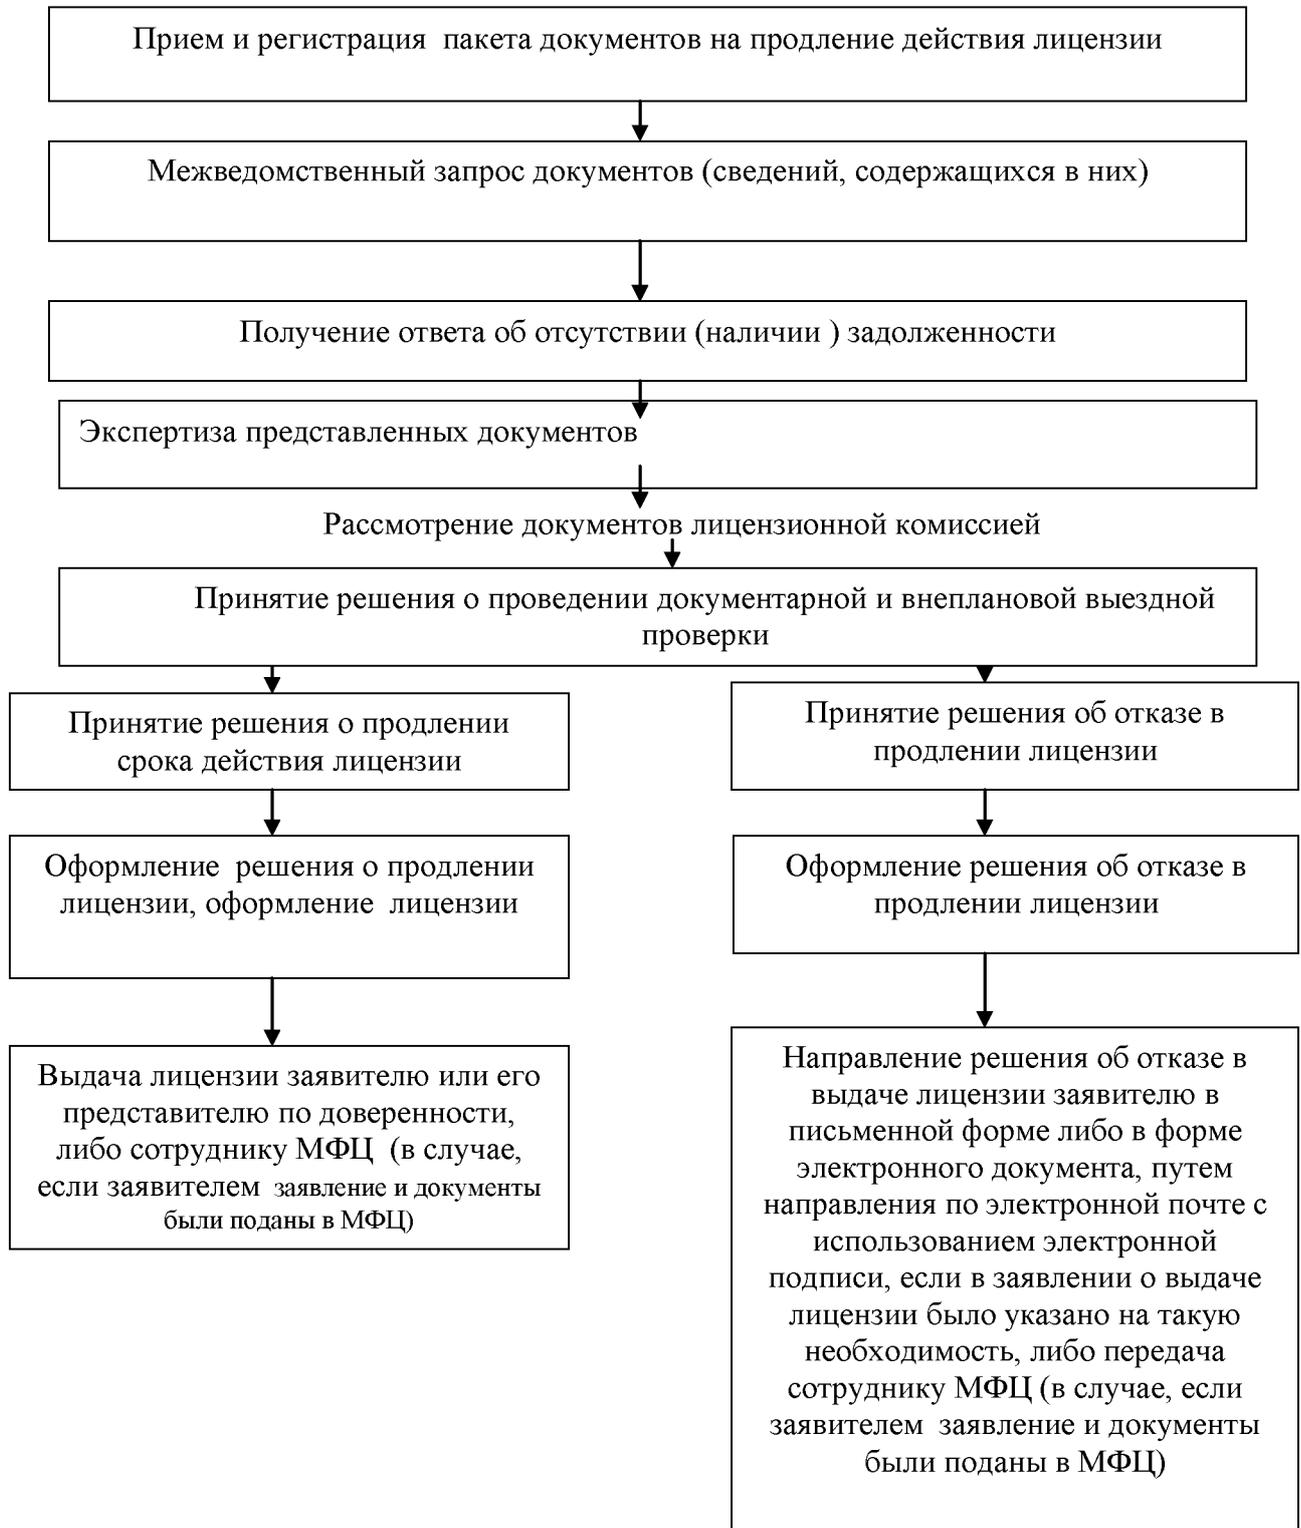 Прием и регистрация  пакета документов на продление действия лицензии
Межведомственный запрос документов (сведений, содержащихся в них)
Получение ответа об отсутствии (наличии ) задолженности
Экспертиза представленных документов
Рассмотрение документов лицензионной комиссией
Принятие решения о проведении документарной и внеплановой выездной
проверки
Принятие решения о продлении
срока действия лицензии
Оформление  решения о продлении
лицензии, оформление  лицензии
Выдача лицензии заявителю или его
представителю по доверенности,
либо сотруднику МФЦ  (в случае,
если заявителем  заявление и документы
были поданы в МФЦ)
Принятие решения об отказе в
продлении лицензии
Оформление решения об отказе в
продлении лицензии
Направление решения об отказе в
выдаче лицензии заявителю в
письменной форме либо в форме
электронного документа, путем
направления по электронной почте с
использованием электронной
подписи, если в заявлении о выдаче
лицензии было указано на такую
необходимость, либо передача
сотруднику МФЦ (в случае, если
заявителем  заявление и документы
были поданы в МФЦ)